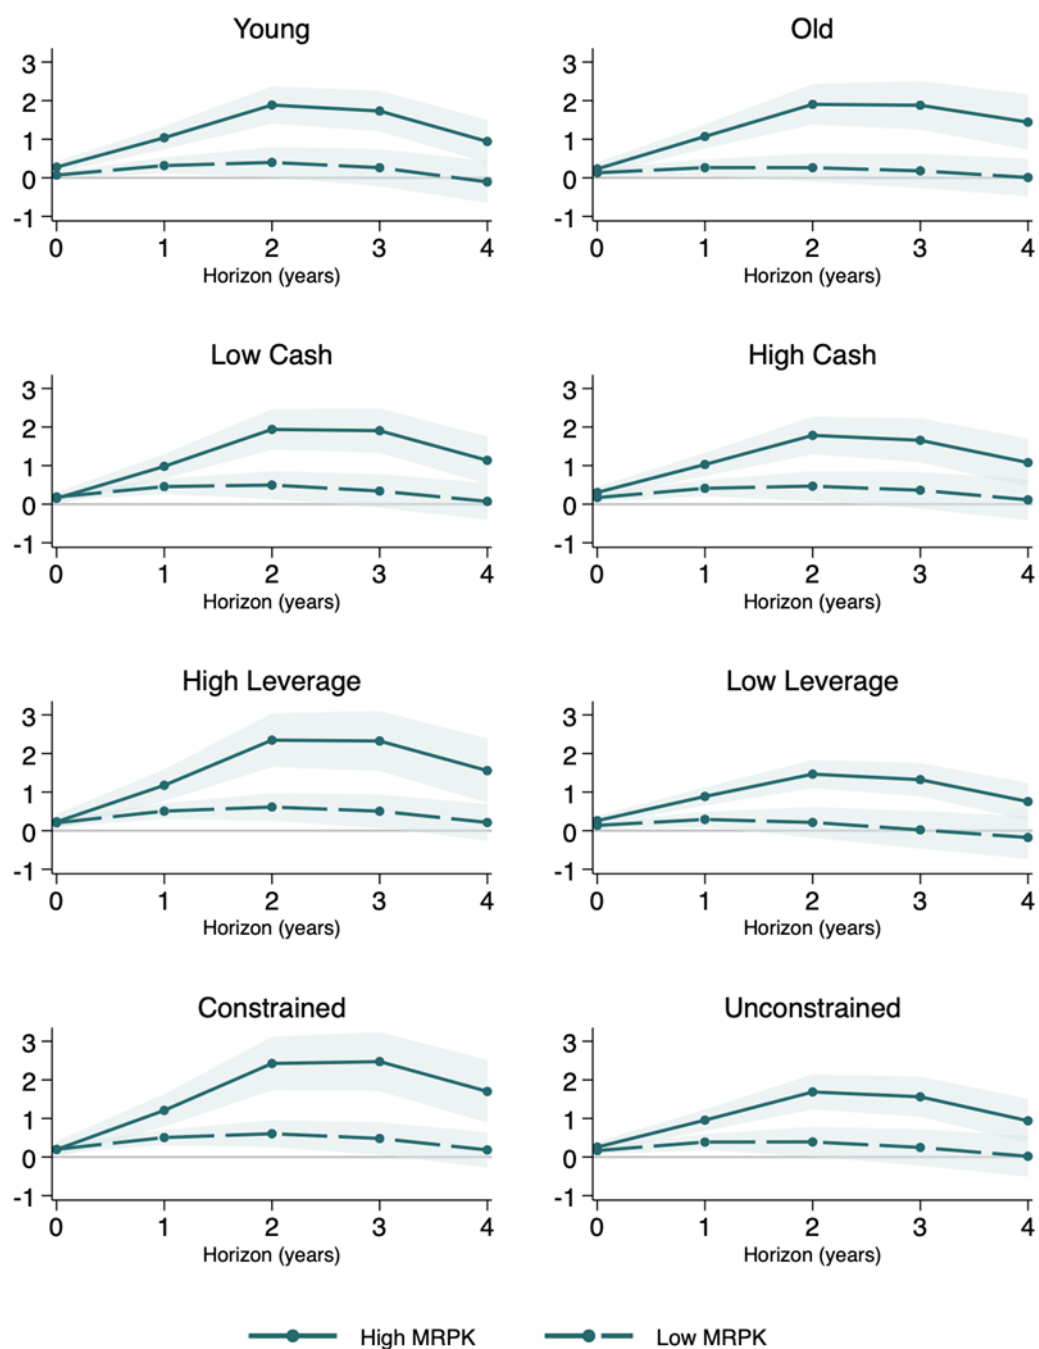 Young Old
3 3
2 2
1 1
0 0
-1 -1
0 1 2 3 4 0 1 2 3 4
Horizon (years) Horizon (years)
Low Cash High Cash
3 3
2 2
1 1
0 0
-1 -1
0 1 2 3 4 0 1 2 3 4
Horizon (years) Horizon (years)
High Leverage Low Leverage
3 3
2 2
1 1
0 0
-1 -1
0 1 2 3 4 0 1 2 3 4
Horizon (years) Horizon (years)
Constrained Unconstrained
3 3
2 2
1 1
0 0
-1 -1
0 1 2 3 4 0 1 2 3 4
Horizon (years) Horizon (years)
High MRPK Low MRPK